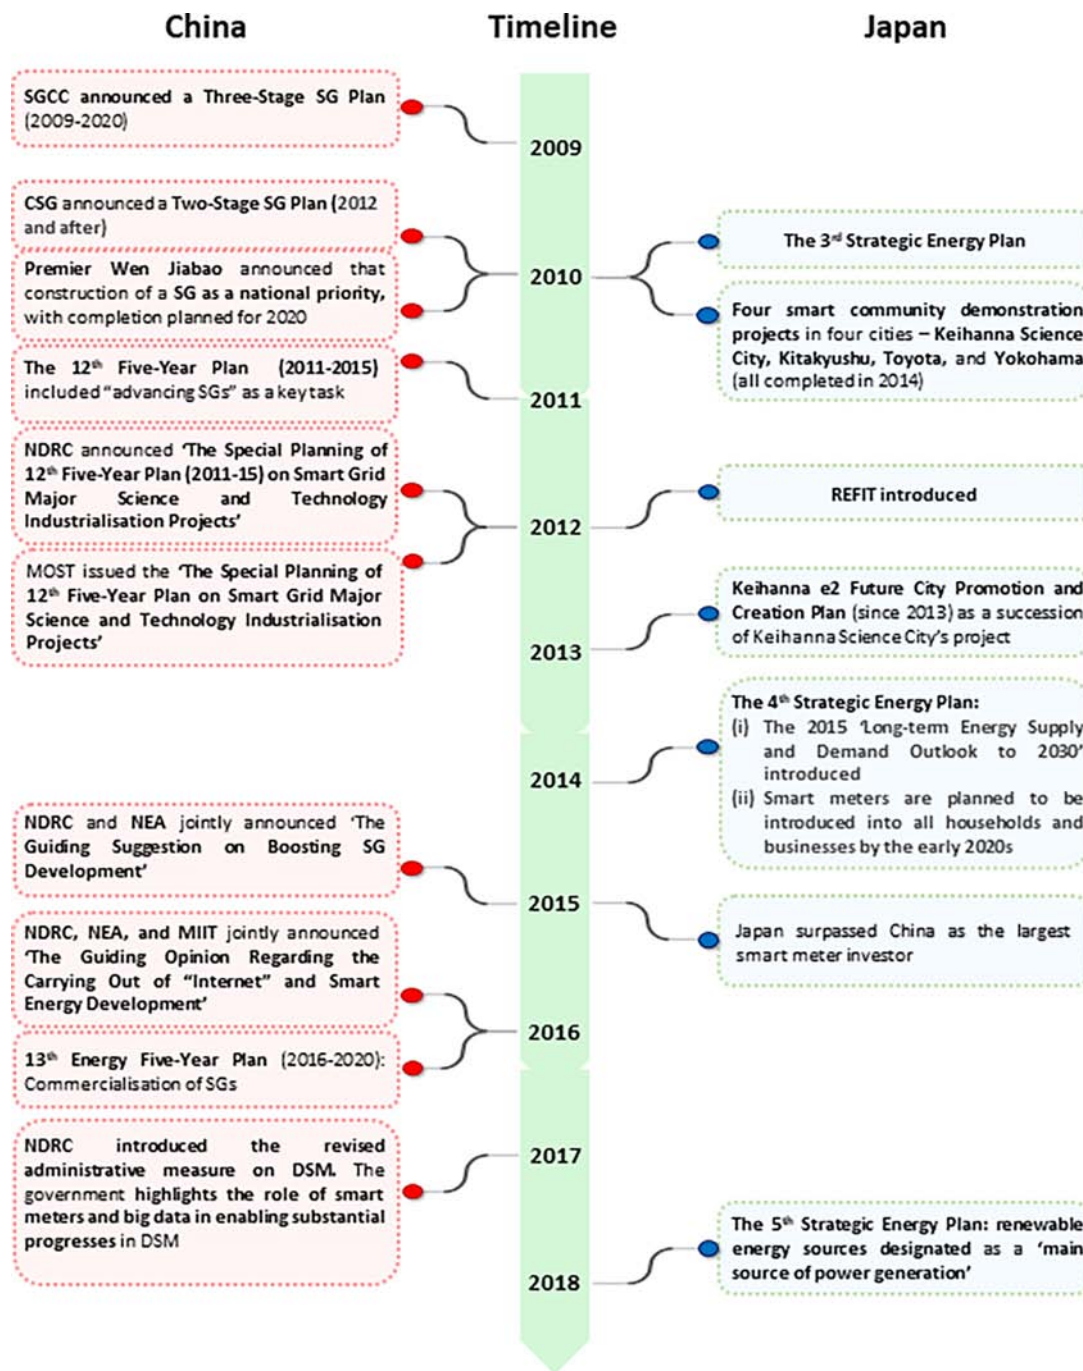 China
Timeline
Japan
SGCC announced a Three-Stage SG Plan
(2009-2020)
2009
CSG announced a Two-Stage SG Plan (2012
and after)
Premier Wen Jiabao announced that
construction of a SG as a national priority,
with completion planned for 2020
2010
The 3rd Strategic Energy Plan
Four smart community demonstration
projects in four cities – Keihanna Science
City, Kitakyushu, Toyota, and Yokohama
(all completed in 2014)
The 12th Five-Year Plan (2011-2015)
included "advancing SGs" as a key task
2011
NDRC announced 'The Special Planning of
12th Five-Year Plan (2011-15) on Smart Grid
Major Science and Technology
Industrialisation Projects'
MOST issued the 'The Special Planning of
12th Five-Year Plan on Smart Grid Major
Science and Technology Industrialisation
Projects'
2012
REFIT introduced
2013
Keihanna e2 Future City Promotion and
Creation Plan (since 2013) as a succession
of Keihanna Science City's project
2014
The 4th Strategic Energy Plan:
(i) The 2015 'Long-term Energy Supply
and Demand Outlook to 2030'
introduced
(ii) Smart meters are planned to be
introduced into all households and
businesses by the early 2020s
NDRC and NEA jointly announced 'The
Guiding Suggestion on Boosting SG
Development'
2015
Japan surpassed China as the largest
smart meter investor
NDRC, NEA, and MIIT jointly announced
'The Guiding Opinion Regarding the
Carrying Out of "Internet" and Smart
Energy Development'
13th Energy Five-Year Plan (2016-2020):
Commercialisation of SGs
2016
NDRC introduced the revised
administrative measure on DSM. The
government highlights the role of smart
meters and big data in enabling substantial
progresses in DSM
2017
2018
The 5th Strategic Energy Plan: renewable
energy sources designated as a 'main
source of power generation'